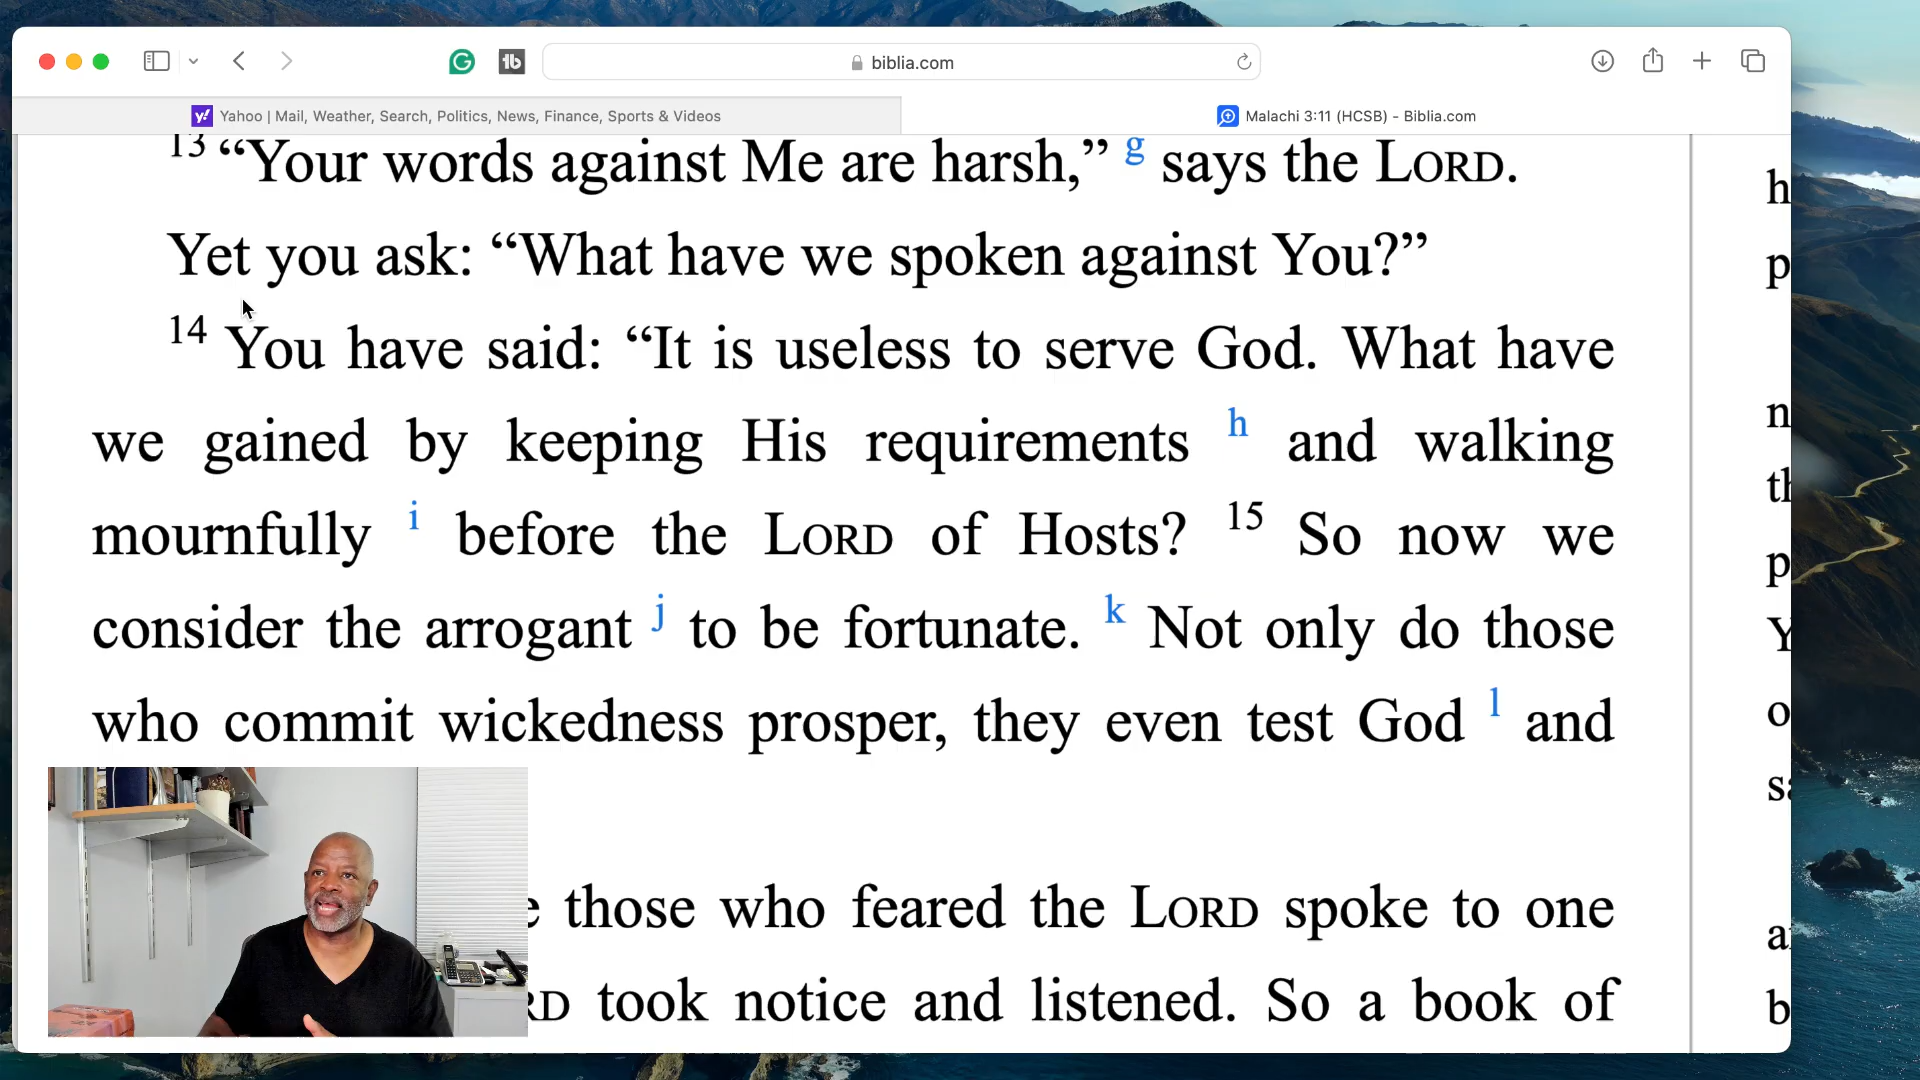 biblia.com
Yahoo | Mail, Weather, Search, Politics, News, Finance, Sports & Videos
Malachi 3:11 (HCSB) - Biblia.com
13 “Your words against Me are harsh,” g says the LORD.
Yet you ask: “What have we spoken against You?”
14 You have said: “It is useless to serve God. What have
we gained by keeping His requirements h and walking
mournfully i before the LORD of Hosts? 15 So now we
consider the arrogant j to be fortunate. k Not only do those
who commit wickedness prosper, they even test God l and
those who feared the LORD spoke to one
took notice and listened. So a book of